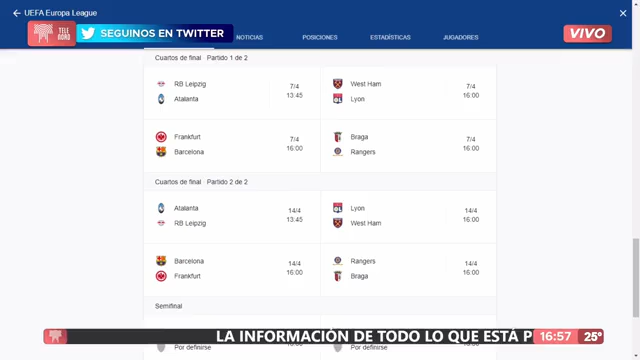 UEFA Europa League
TELE DORO
SEGUINOS EN TWITTER
NOTICIAS
POSICIONES
ESTADÍSTICAS
JUGADORES
VIVO
Cuartos de final · Partido 1 de 2
RB Leipzig
Atalanta
7/4
13:45
West Ham
Lyon
7/4
16:00
Frankfurt
Barcelona
7/4
16:00
Braga
Rangers
7/4
16:00
Cuartos de final · Partido 2 de 2
Atalanta
RB Leipzig
14/4
13:45
Lyon
West Ham
14/4
16:00
Barcelona
Frankfurt
14/4
16:00
Rangers
Braga
14/4
16:00
Semifinal
LA INFORMACIÓN DE TODO LO QUE ESTÁ P
16:57
25°
Por definirse
Por definirse